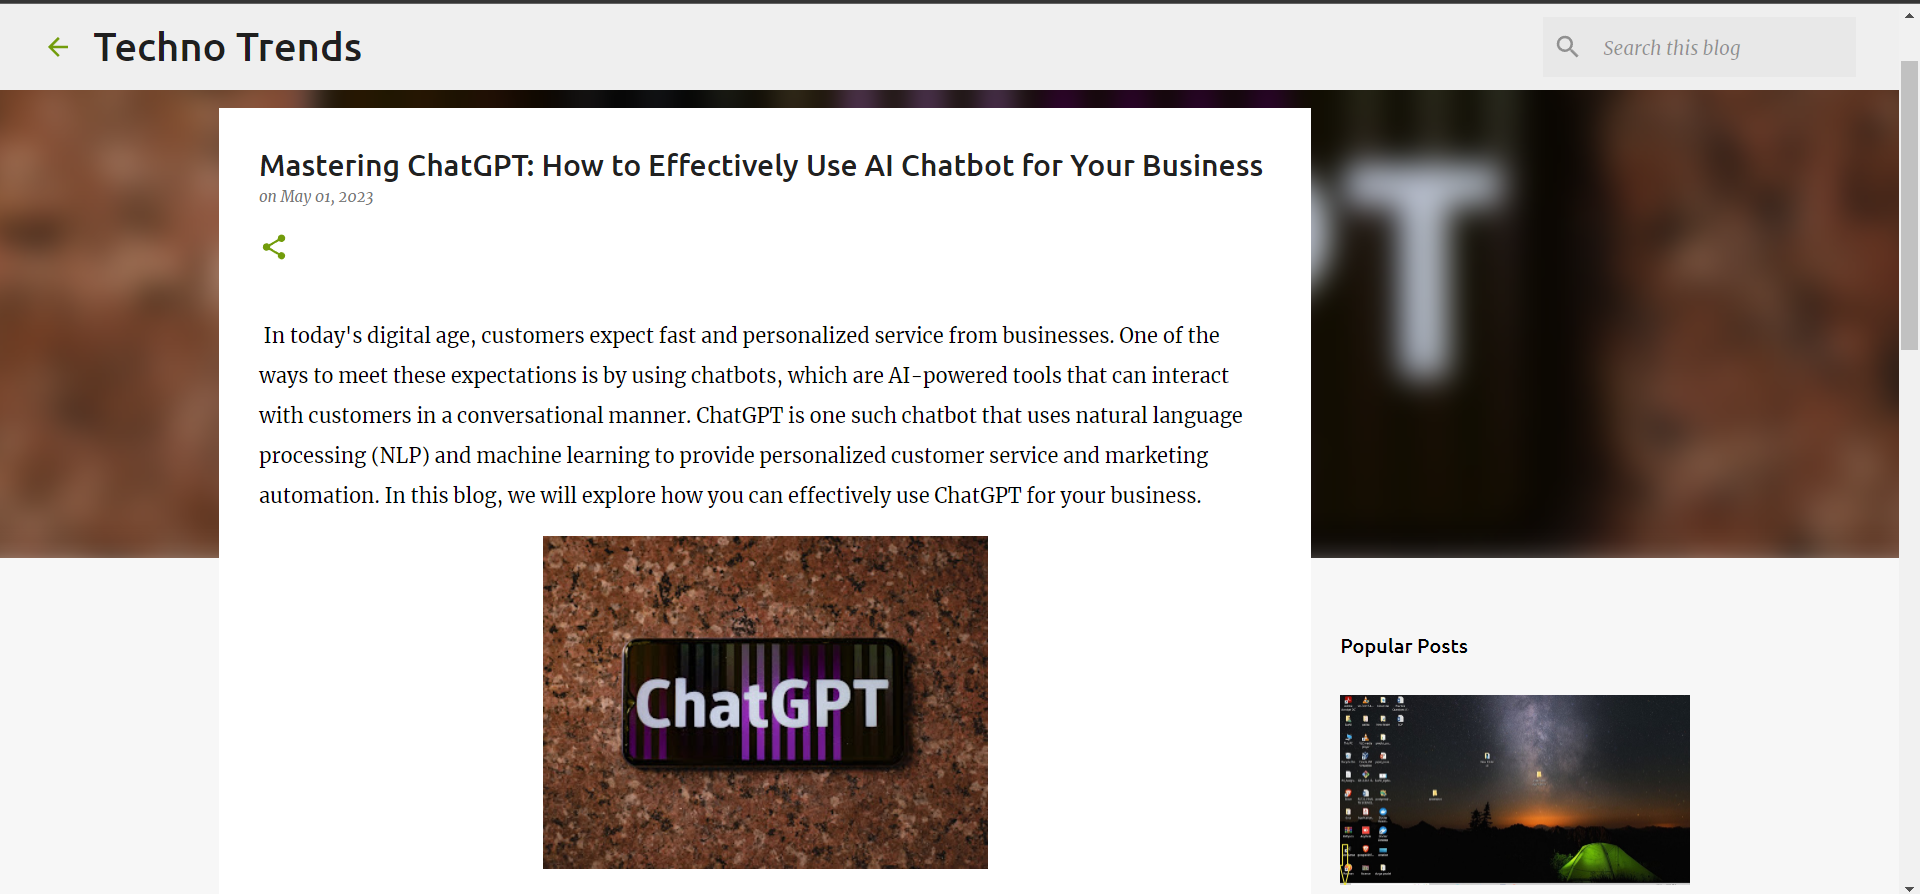 Techno Trends
Search this blog
Mastering ChatGPT: How to Effectively Use AI Chatbot for Your Business
on May 01, 2023
In today's digital age, customers expect fast and personalized service from businesses. One of the
ways to meet these expectations is by using chatbots, which are AI-powered tools that can interact
with customers in a conversational manner. ChatGPT is one such chatbot that uses natural language
processing (NLP) and machine learning to provide personalized customer service and marketing
automation. In this blog, we will explore how you can effectively use ChatGPT for your business.
ChatGPT
PT
Popular Posts